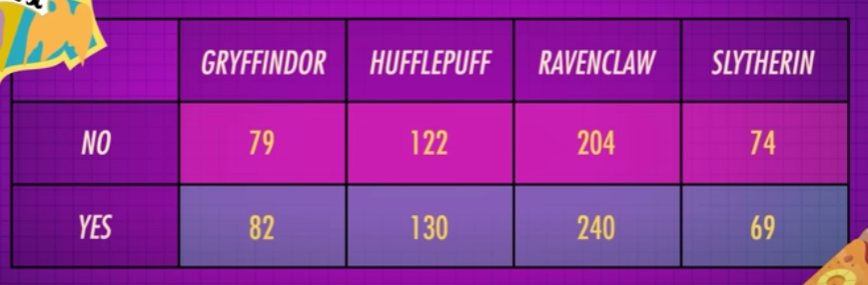 GRYFFINDOR HUFFLEPUFF RAVENCLAW SLYTHERIN
NO 79 122 204 74
YES 82 130 240 69